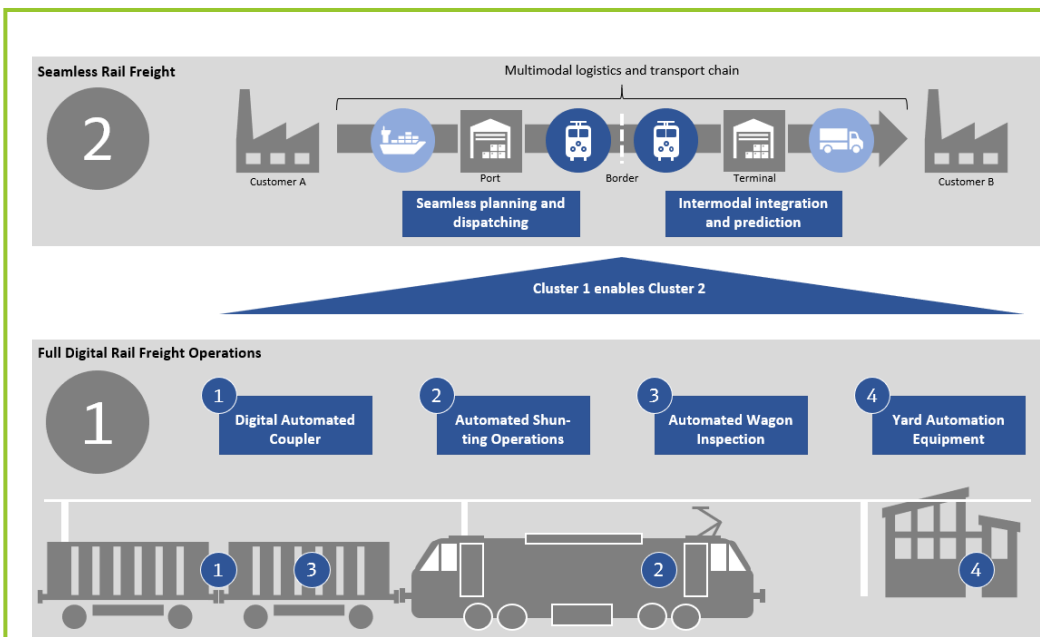 Seamless Rail Freight
Multimodal logistics and transport chain
2
Customer A
Port
Border
Terminal
Customer B
Seamless planning and
dispatching
Intermodal integration
and prediction
Cluster 1 enables Cluster 2
Full Digital Rail Freight Operations
1
1
Digital Automated
Coupler
2
Automated Shun-
ting Operations
3
Automated Wagon
Inspection
4
Yard Automation
Equipment
1
3
2
4